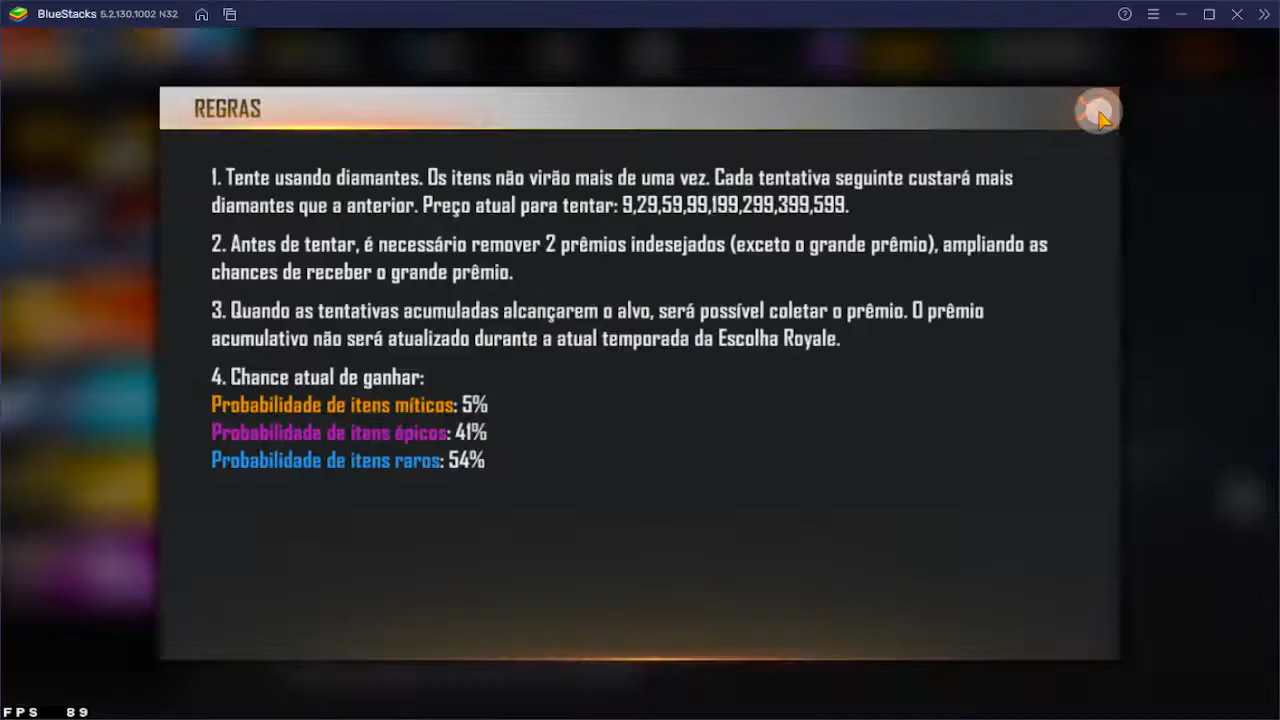 BlueStacks 5.2.130.1002 N32
REGRAS
1. Tente usando diamantes. Os itens não virão mais de uma vez. Cada tentativa seguinte custará mais
diamantes que a anterior. Preço atual para tentar: 9,29,59,99,199,299,399,599.
2. Antes de tentar, é necessário remover 2 prêmios indesejados (exceto o grande prêmio), ampliando as
chances de receber o grande prêmio.
3. Quando as tentativas acumuladas alcançarem o alvo, será possível coletar o prêmio. O prêmio
acumulativo não será atualizado durante a atual temporada da Escolha Royale.
4. Chance atual de ganhar:
Probabilidade de itens míticos: 5%
Probabilidade de itens épicos: 41%
Probabilidade de itens raros: 54%
FPS 89